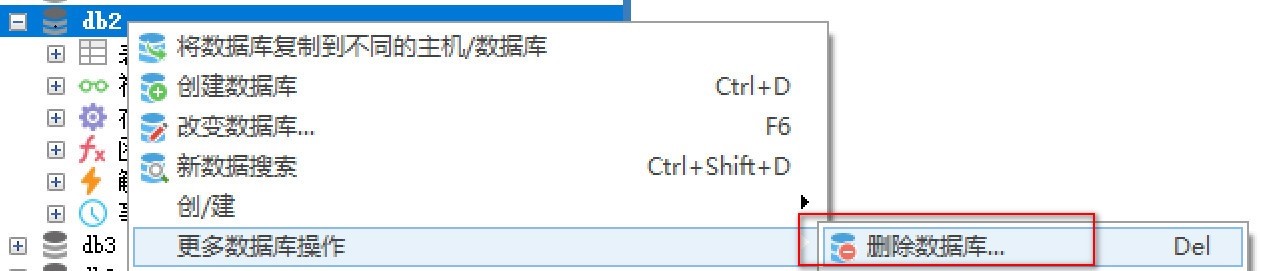 db2
将数据库复制到不同的主机/数据库
创建数据库 Ctrl+D
改变数据库... F6
新数据搜索 Ctrl+Shift+D
创/建
更多数据库操作
删除数据库... Del
db3